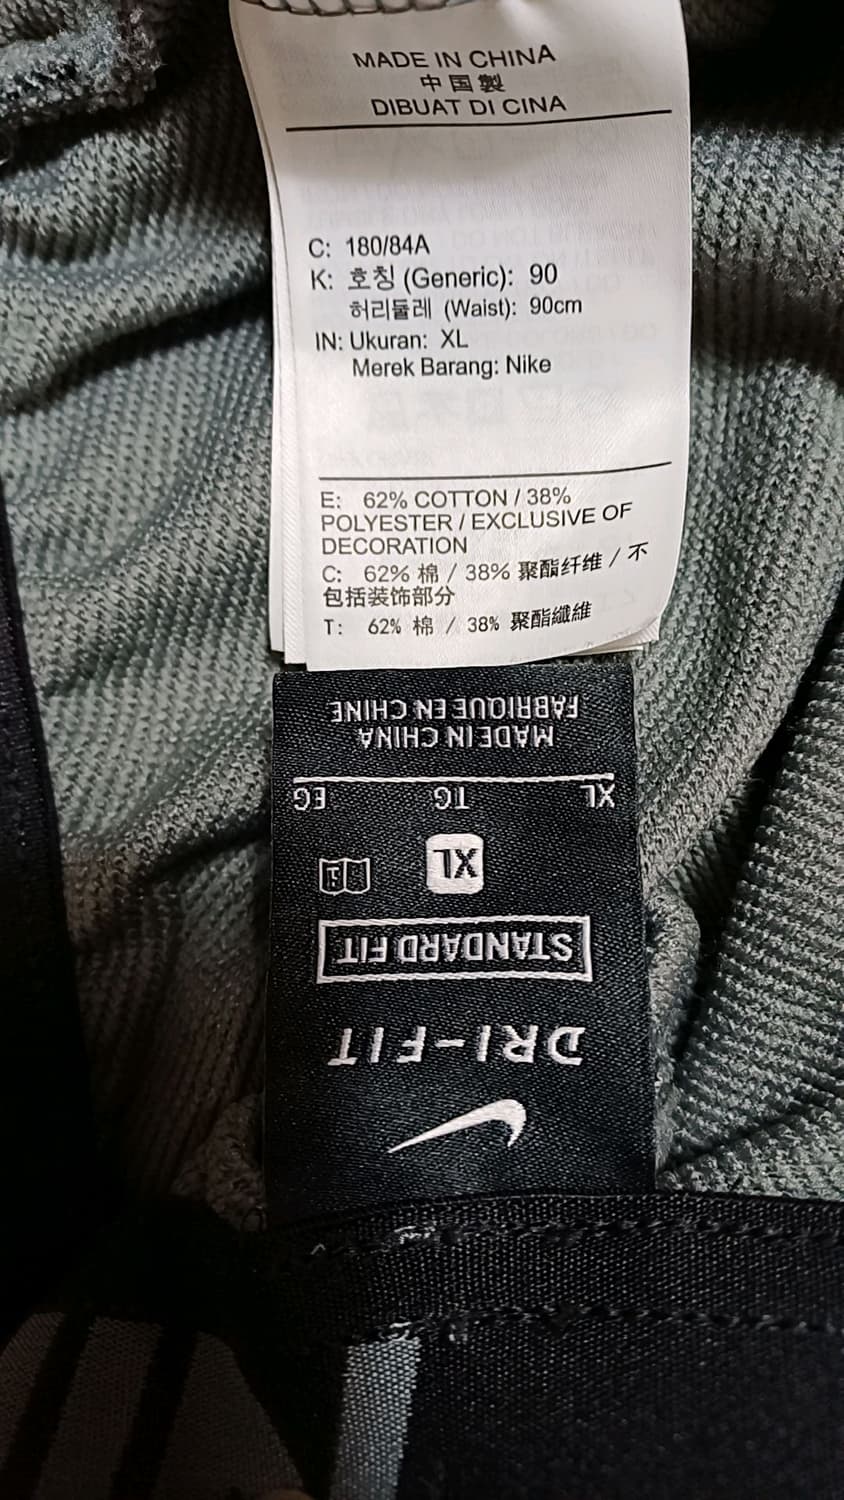 MADE IN CHINA
中国製
DIBUAT DI CINA
C: 180/84A
K: 호칭 (Generic): 90
허리둘레 (Waist): 90cm
IN: Ukuran: XL
Merek Barang: Nike
E: 62% COTTON / 38%
POLYESTER / EXCLUSIVE OF
DECORATION
C: 62% 棉 / 38% 聚酯纤维 / 不
包括装饰部分
T: 62% 棉 / 38% 聚酯纖維
DRI-FIT
STANDARD FIT
XL
XL TG EG
MADE IN CHINA
FABRIQUE EN CHINE